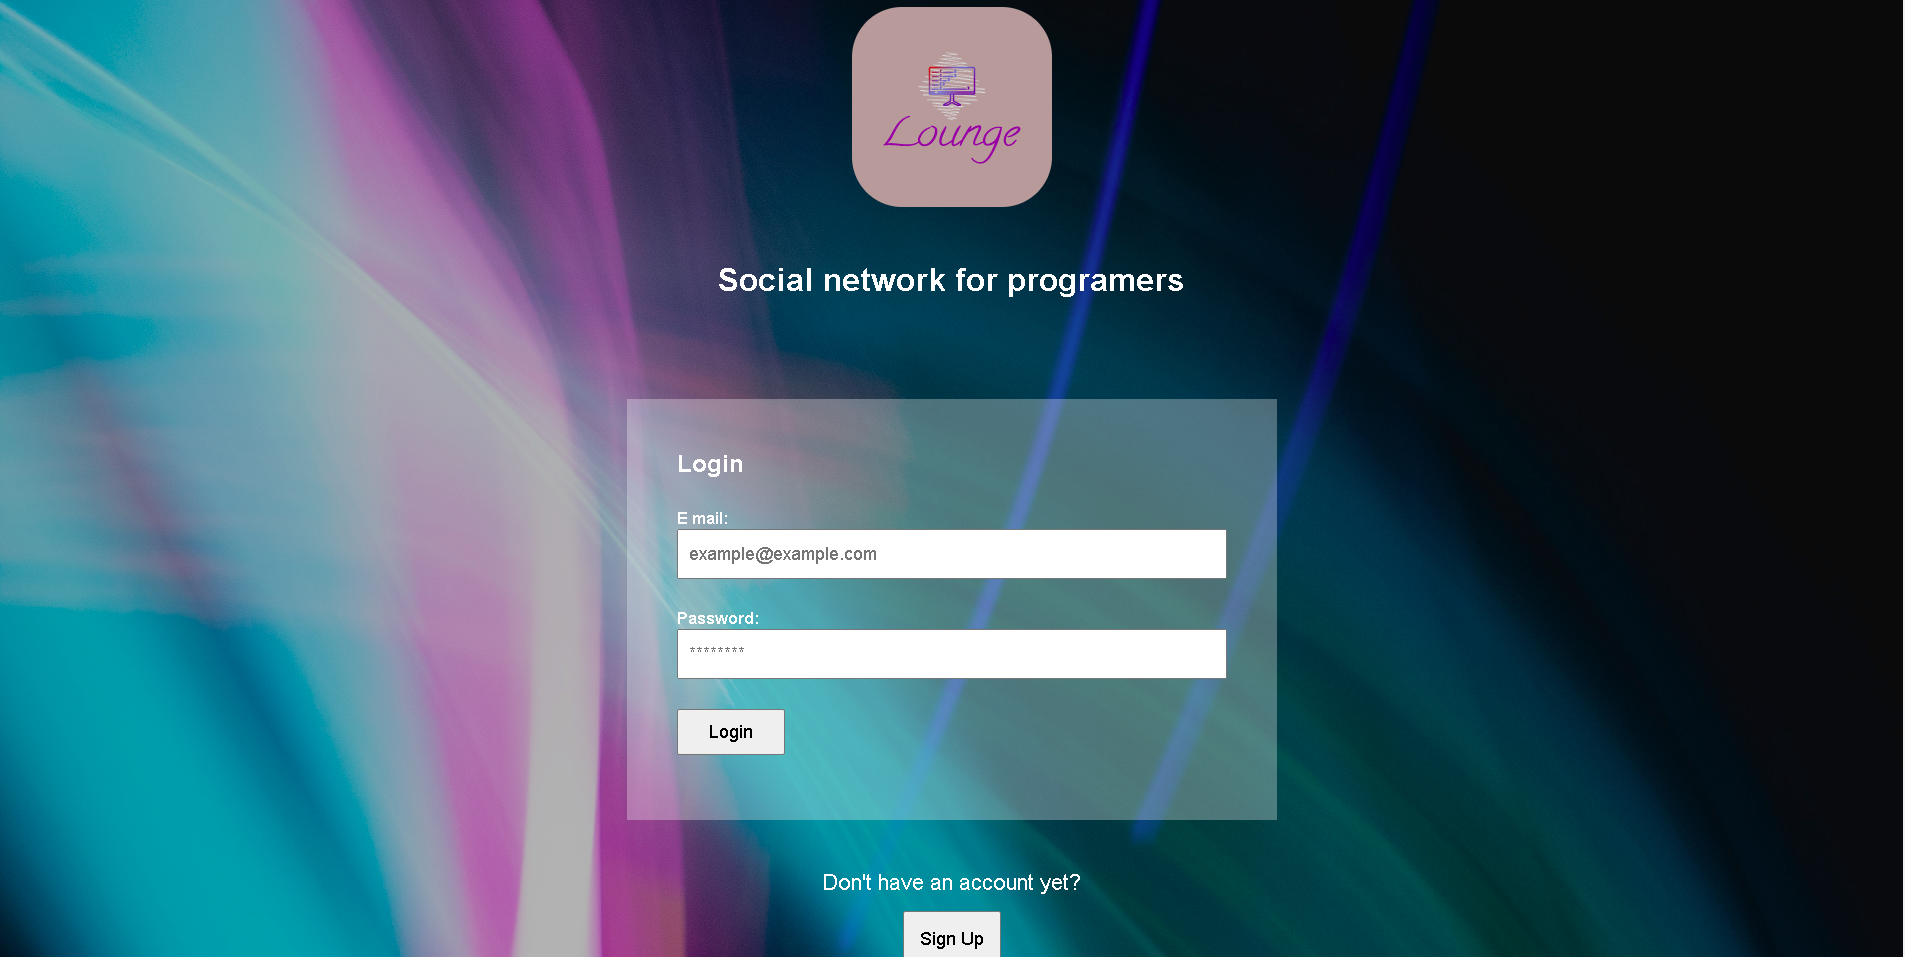 Lounge
Social network for programers
Login
E mail:
example@example.com
Password:
********
Login
Don't have an account yet?
Sign Up